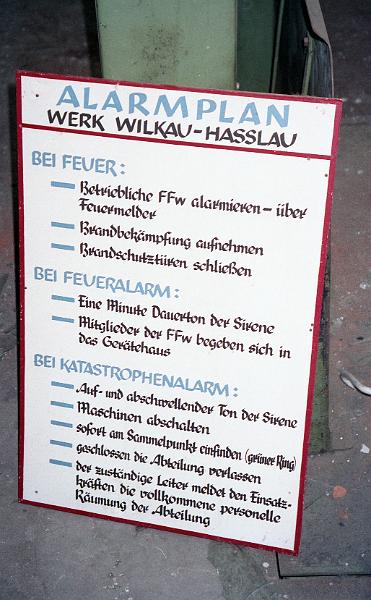 ALARMPLAN
WERK WILKAU-HASSLAU
BEI FEUER:
Betriebliche FFw alarmieren – über
Feuermelder
Brandbekämpfung aufnehmen
Brandschutztüren schließen
BEI FEUERALARM:
Eine Minute Dauerton der Sirene
Mitglieder der FFw begeben sich in
das Gerätehaus
BEI KATASTROPHENALARM:
Auf- und abschwellender Ton der Sirene
Maschinen abschalten
sofort am Sammelpunkt einfinden (grüner Ring)
geschlossen die Abteilung verlassen
der zuständige Leiter meldet den Einsatz-
kräften die vollkommene personelle
Räumung der Abteilung